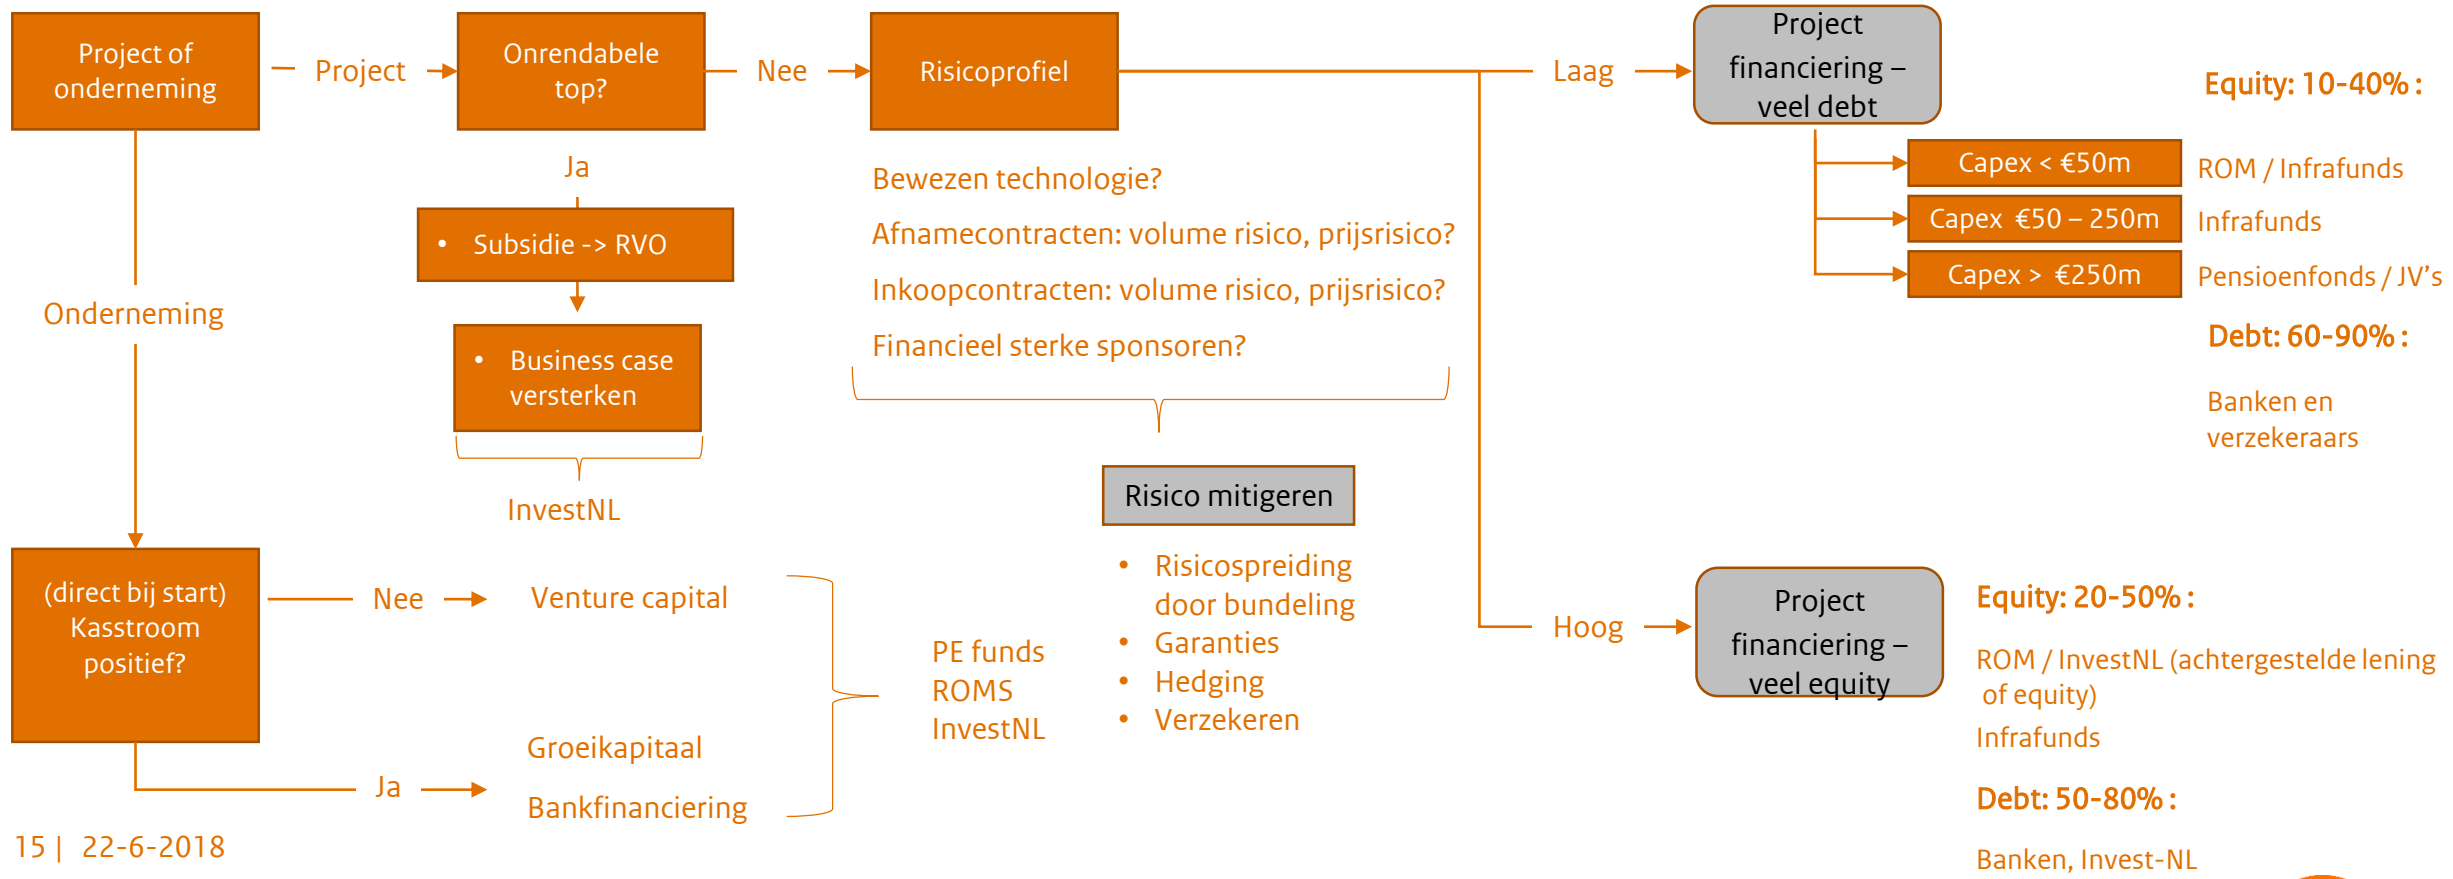 Project of
onderneming
Project
Onrendabele
top?
Nee
Risicoprofiel
Laag
Project
financiering –
veel debt
Equity: 10-40% :
Capex < €50m
ROM / Infrafunds
Capex €50 – 250m
Infrafunds
Capex > €250m
Pensioenfonds / JV's
Debt: 60-90% :
Banken en
verzekeraars
Ja
• Subsidie -> RVO
• Business case
versterken
InvestNL
Bewezen technologie?
Afnamecontracten: volume risico, prijsrisico?
Inkoopcontracten: volume risico, prijsrisico?
Financieel sterke sponsoren?
Risico mitigeren
• Risicospreiding
door bundeling
• Garanties
• Hedging
• Verzekeren
Onderneming
(direct bij start)
Kasstroom
positief?
Nee
Venture capital
Ja
Groeikapitaal
Bankfinanciering
PE funds
ROMS
InvestNL
Hoog
Project
financiering –
veel equity
Equity: 20-50% :
ROM / InvestNL (achtergestelde lening
of equity)
Infrafunds
Debt: 50-80% :
Banken, Invest-NL
15 | 22-6-2018